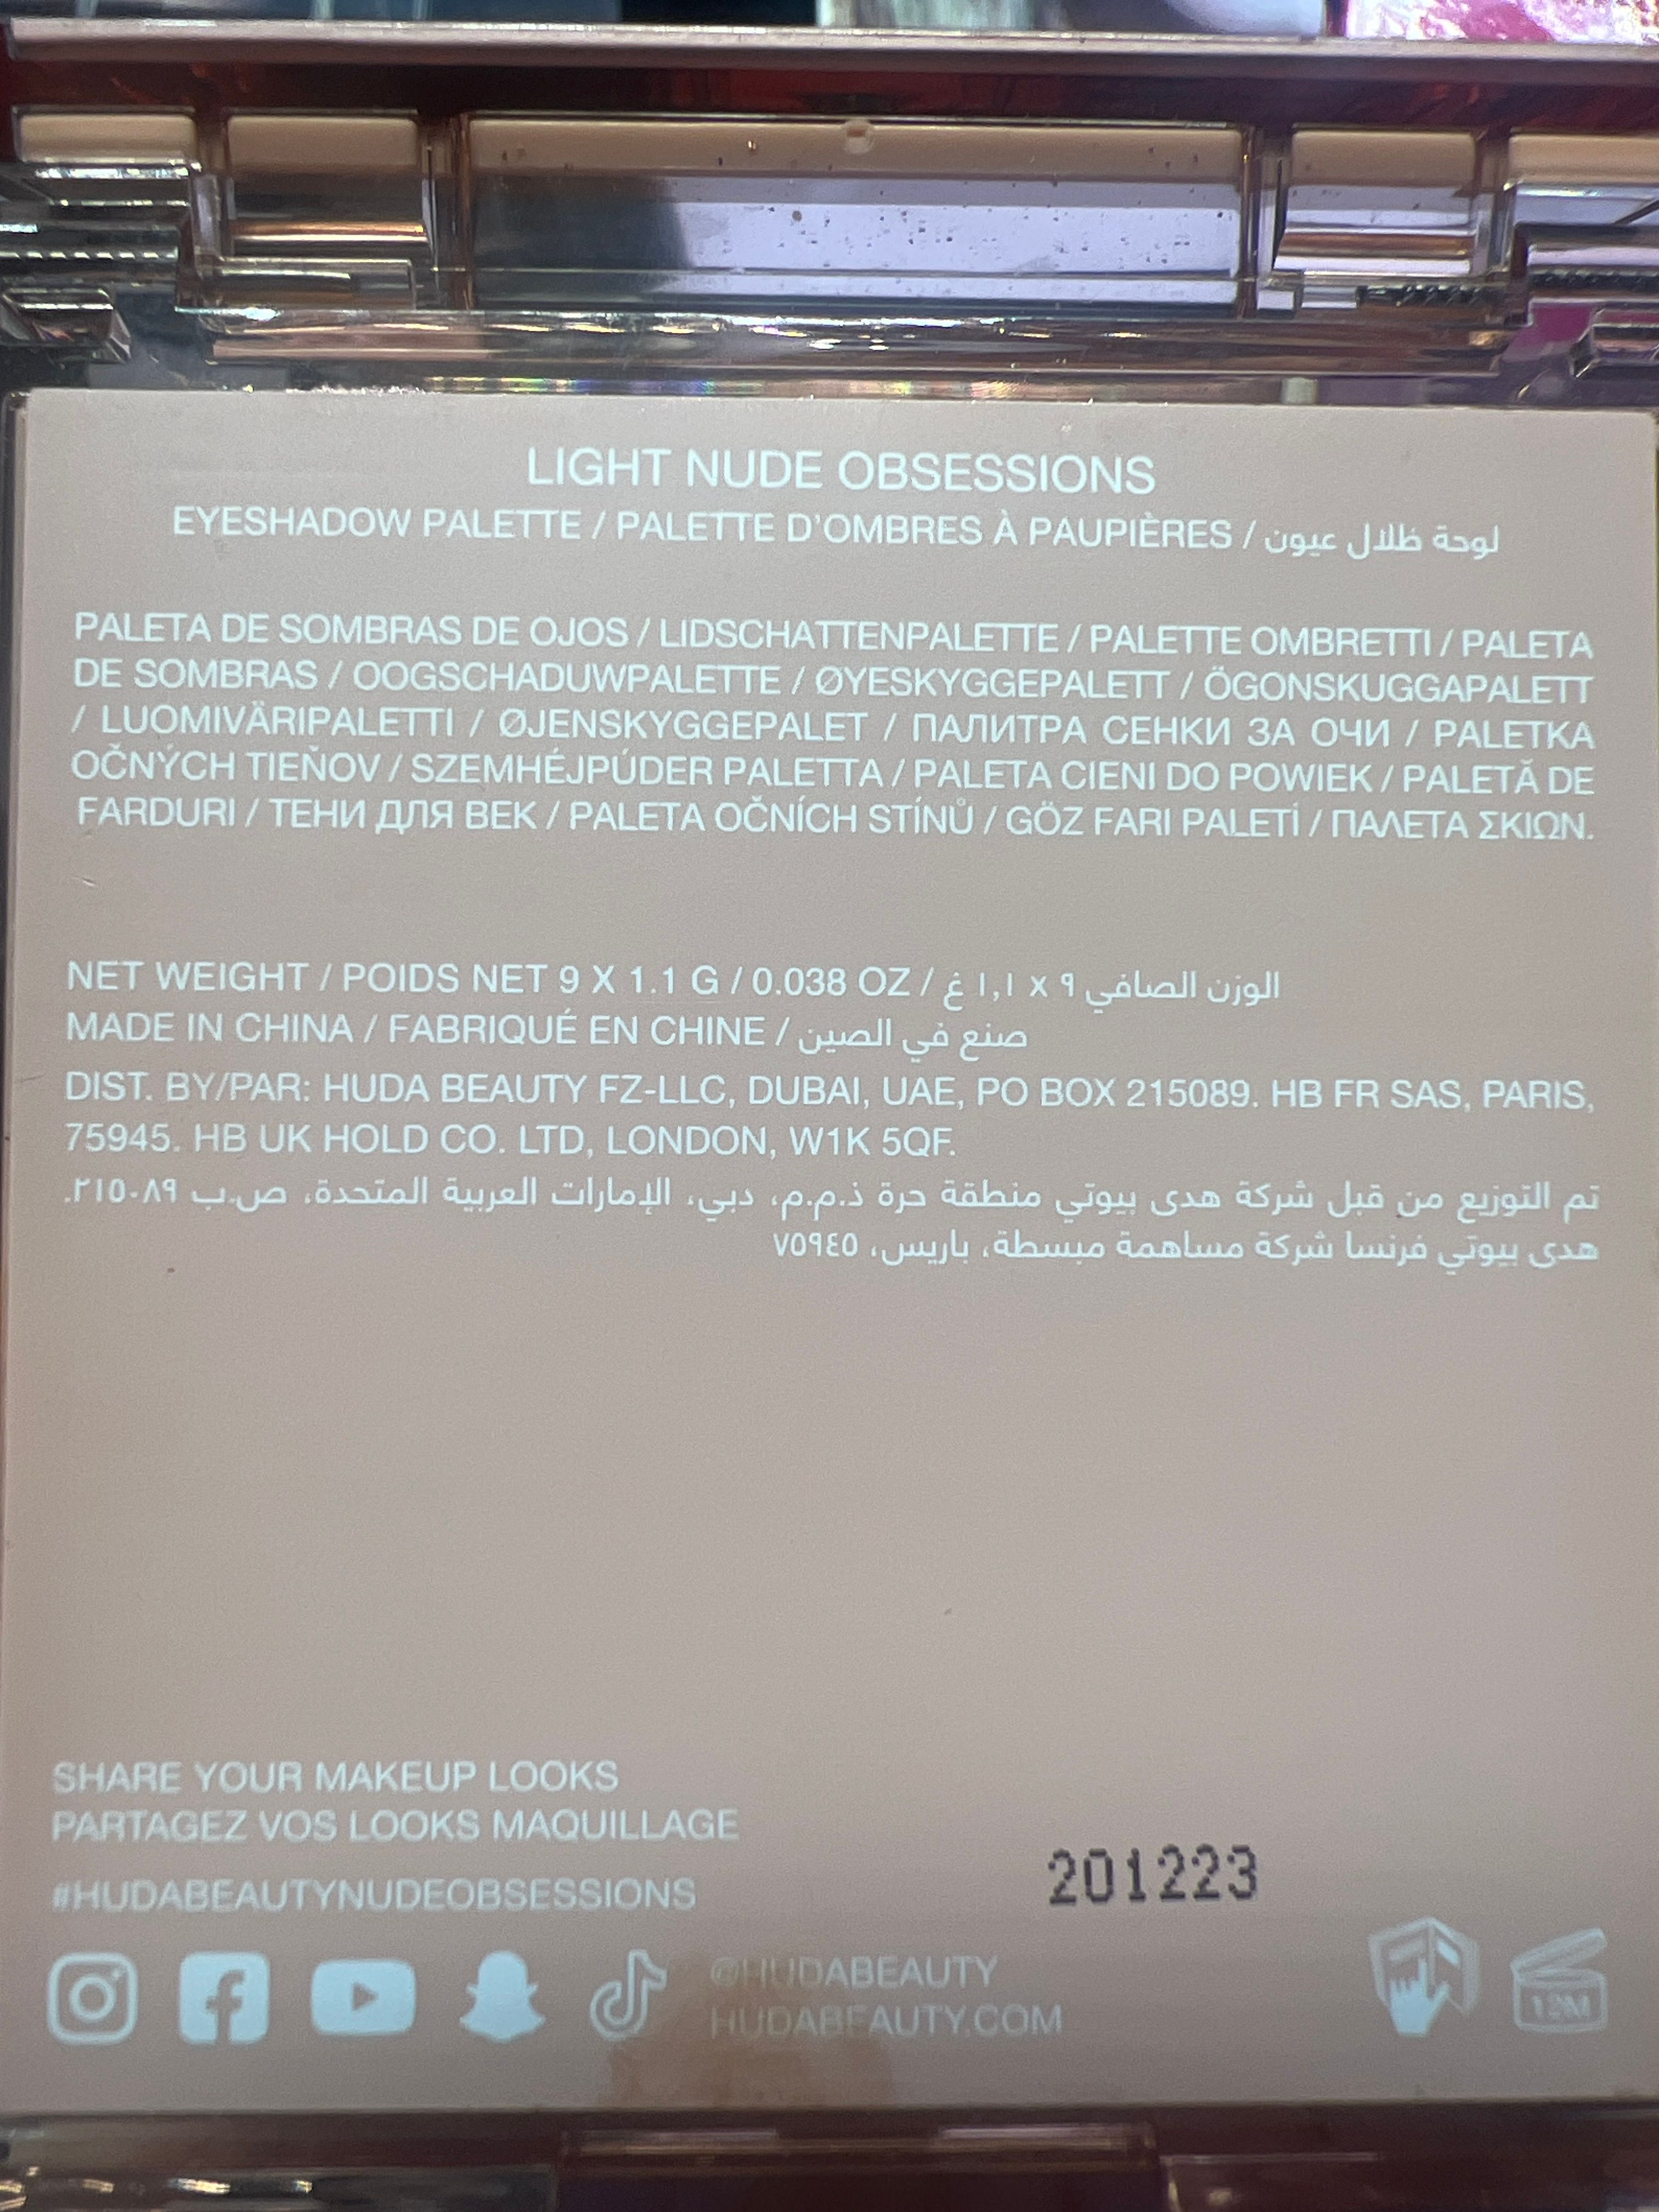 LIGHT NUDE OBSESSIONS
EYESHADOW PALETTE / PALETTE D'OMBRES À PAUPIÈRES / لوحة ظلال عيون
PALETA DE SOMBRAS DE OJOS / LIDSCHATTENPALETTE / PALETTE OMBRETTI / PALETA
DE SOMBRAS / OOGSCHADUWPALETTE / ØYESKYGGEPALETT / ÖGONSKUGGAPALETT
/ LUOMIVÄRIPALETTI / ØJENSKYGGEPALET / ПАЛИТРА СЕНКИ ЗА ОЧИ / PALETKA
OČNÝCH TIEŇOV / SZEMHÉJPÚDER PALETTA / PALETA CIENI DO POWIEK / PALETĂ DE
FARDURI / ТЕНИ ДЛЯ ВЕК / PALETA OČNÍCH STÍNŮ / GÖZ FARI PALETİ / ΠΑΛΕΤΑ ΣΚΙΩΝ.
NET WEIGHT / POIDS NET 9 X 1.1 G / 0.038 OZ / الوزن الصافي ٩ x ١,١ غ
MADE IN CHINA / FABRIQUÉ EN CHINE / صنع في الصين
DIST. BY/PAR: HUDA BEAUTY FZ-LLC, DUBAI, UAE, PO BOX 215089. HB FR SAS, PARIS,
75945. HB UK HOLD CO. LTD, LONDON, W1K 5QF.
تم التوزيع من قبل شركة هدى بيوتي منطقة حرة ذ.م.م، دبي، الإمارات العربية المتحدة، ص.ب ٢١٥٠٨٩.
هدى بيوتي فرنسا شركة مساهمة مبسطة، باريس، ٧٥٩٤٥
SHARE YOUR MAKEUP LOOKS
PARTAGEZ VOS LOOKS MAQUILLAGE
#HUDABEAUTYNUDEOBSESSIONS
201223
@HUDABEAUTY
HUDABEAUTY.COM
12M